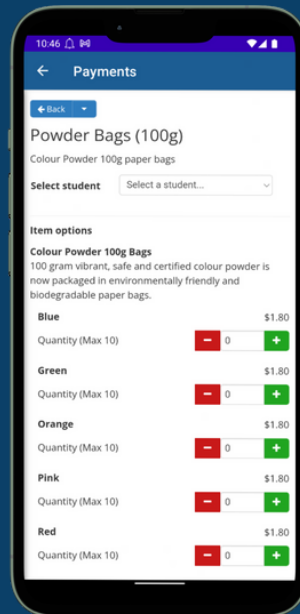 10:46
Payments
Back
Powder Bags (100g)
Colour Powder 100g paper bags
Select student Select a student...
Item options
Colour Powder 100g Bags
100 gram vibrant, safe and certified colour powder is
now packaged in environmentally friendly and
biodegradable paper bags.
Blue $1.80
Quantity (Max 10) − 0 +
Green $1.80
Quantity (Max 10) − 0 +
Orange $1.80
Quantity (Max 10) − 0 +
Pink $1.80
Quantity (Max 10) − 0 +
Red $1.80
Quantity (Max 10) − 0 +